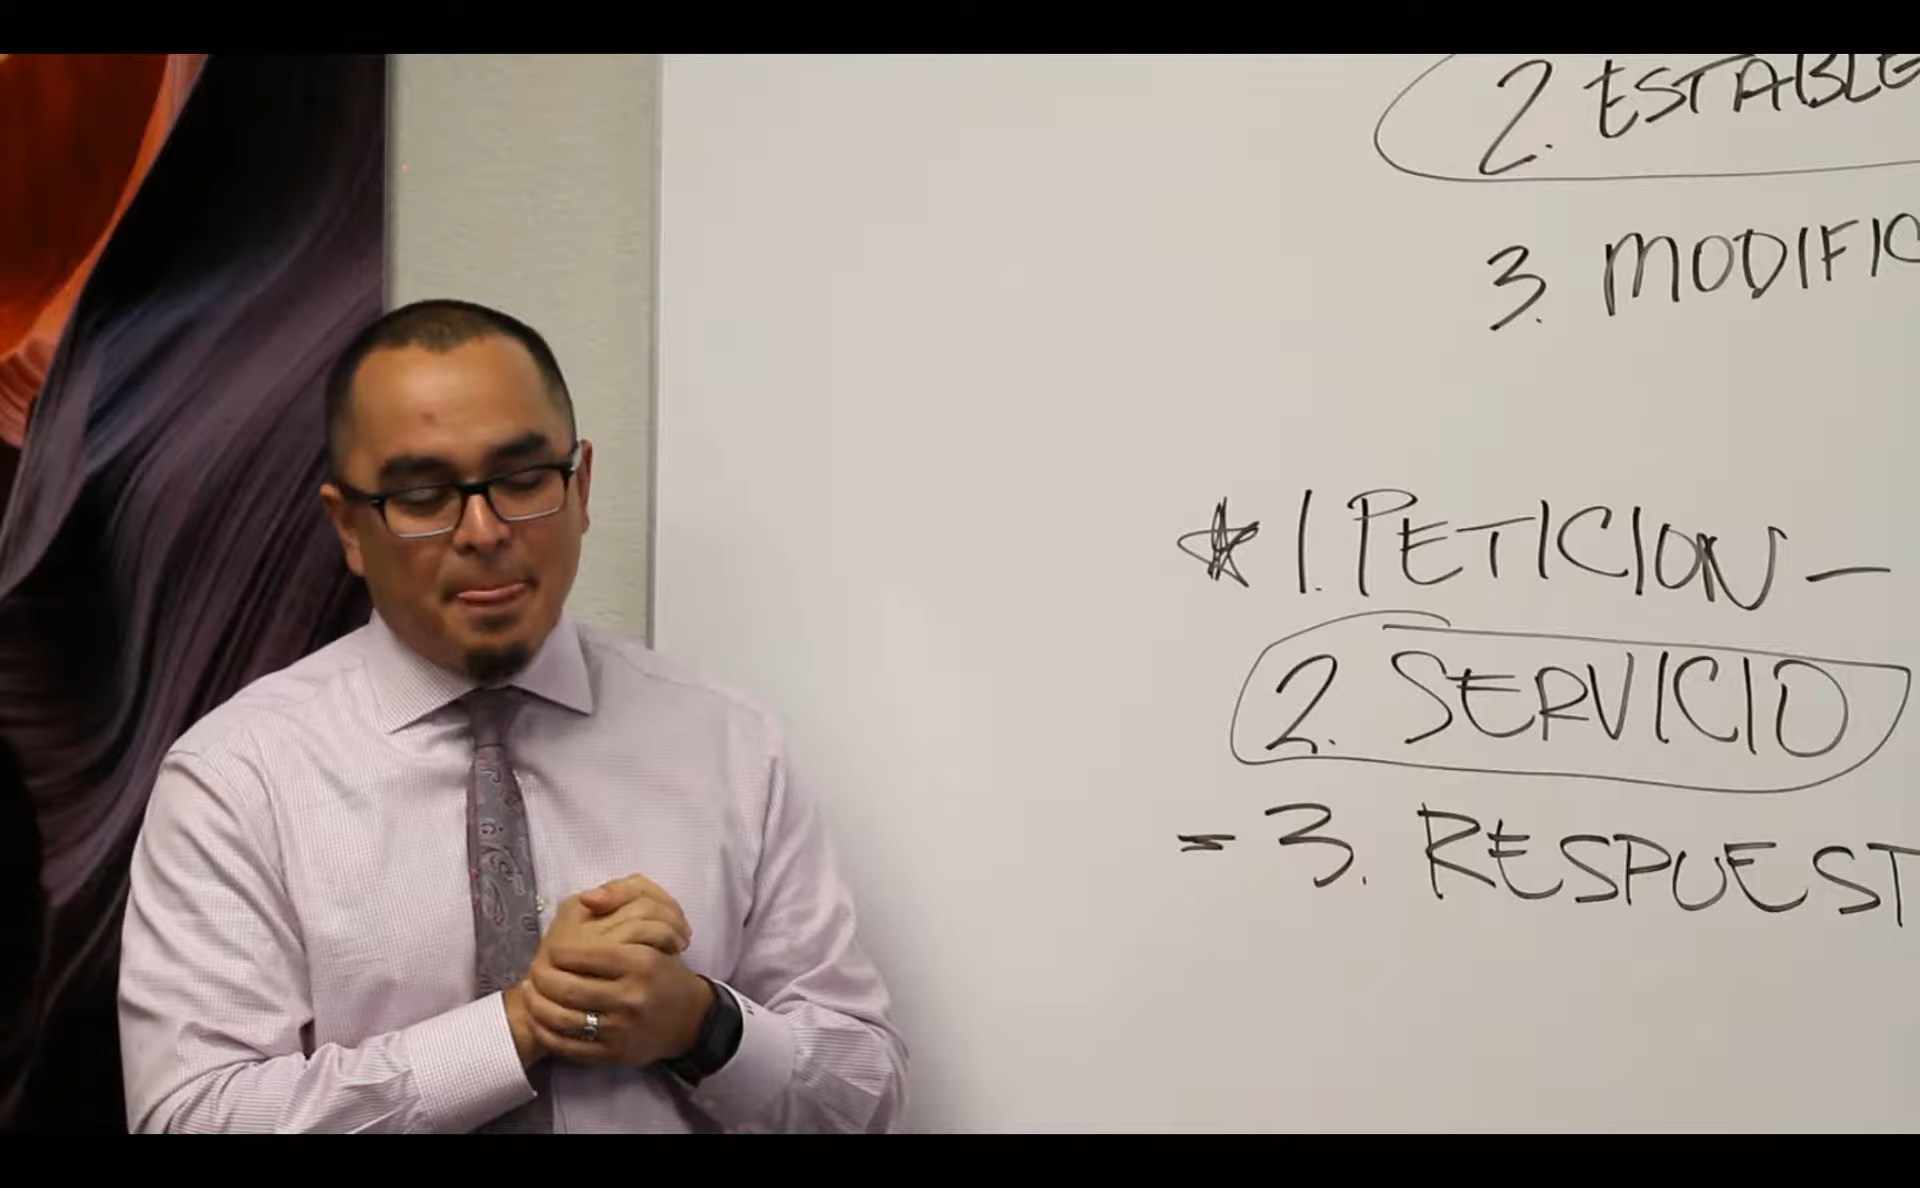 2. ESTABLE
3. MODIFIC
* 1. PETICION –
2. SERVICIO
= 3. RESPUEST